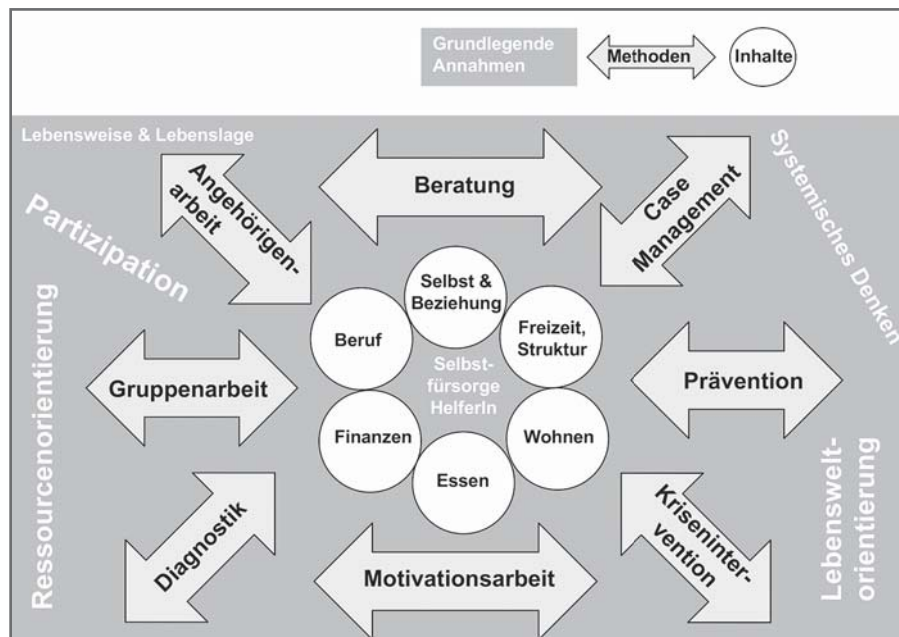 Grundlegende
Annahmen
Methoden
Inhalte
Lebensweise & Lebenslage
Partizipation
Ressourcenorientierung
Systemisches Denken
Lebenswelt-
orientierung
Angehörigen-
arbeit
Beratung
Case
Management
Gruppenarbeit
Prävention
Diagnostik
Motivationsarbeit
Kriseninter-
vention
Selbst &
Beziehung
Beruf
Freizeit,
Struktur
Selbst-
fürsorge
HelferIn
Finanzen
Wohnen
Essen